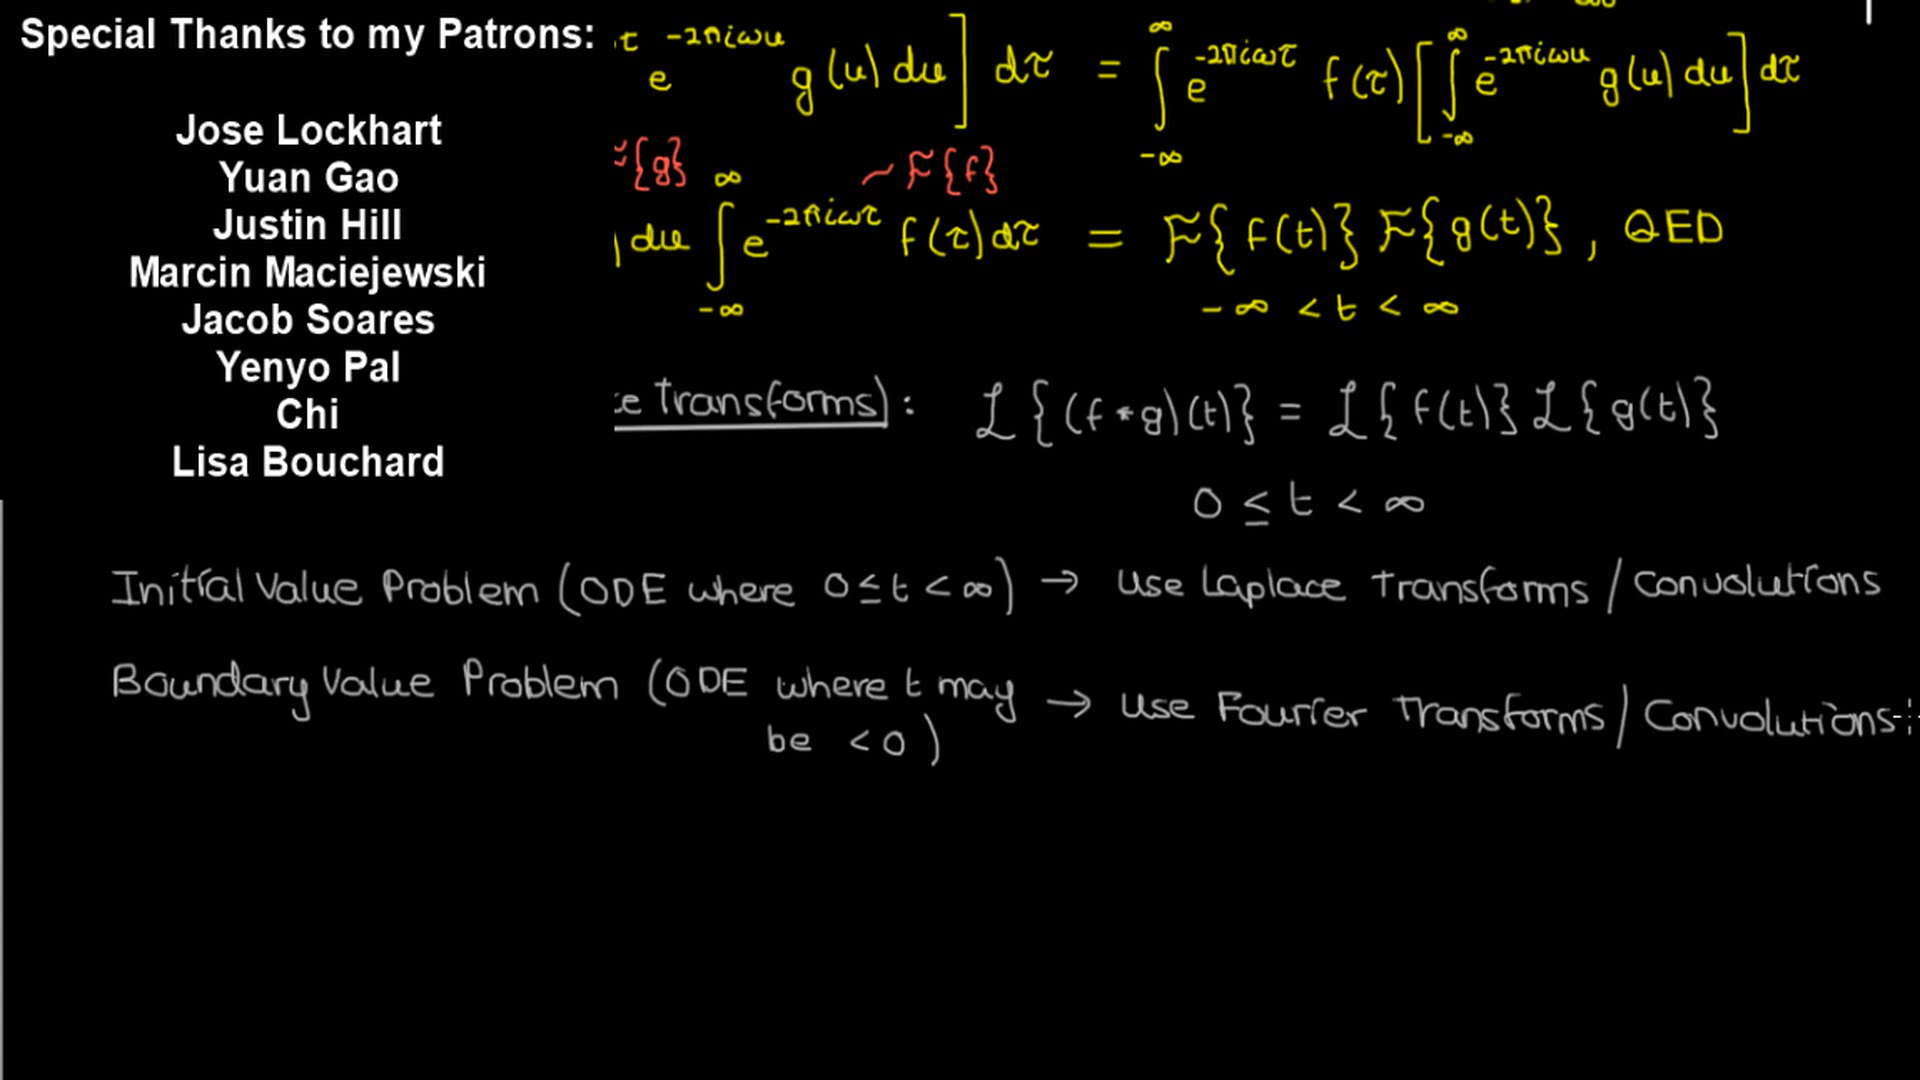 Special Thanks to my Patrons:
Jose Lockhart
Yuan Gao
Justin Hill
Marcin Maciejewski
Jacob Soares
Yenyo Pal
Chi
Lisa Bouchard
e^{-2πiωu} g(u) du] dτ = ∫_{-∞}^{∞} e^{-2πiωτ} f(τ) [∫_{-∞}^{∞} e^{-2πiωu} g(u) du] dτ
{g} ~ F{f}
du ∫_{-∞}^{∞} e^{-2πiωτ} f(τ) dτ = F{f(t)} F{g(t)}, QED
-∞ < t < ∞
transforms): L{(f*g)(t)} = L{f(t)} L{g(t)}
0 ≤ t < ∞
Initial Value Problem (ODE where 0 ≤ t < ∞) → Use Laplace Transforms / Convolutions
Boundary Value Problem (ODE where t may be < 0) → Use Fourier Transforms / Convolutions